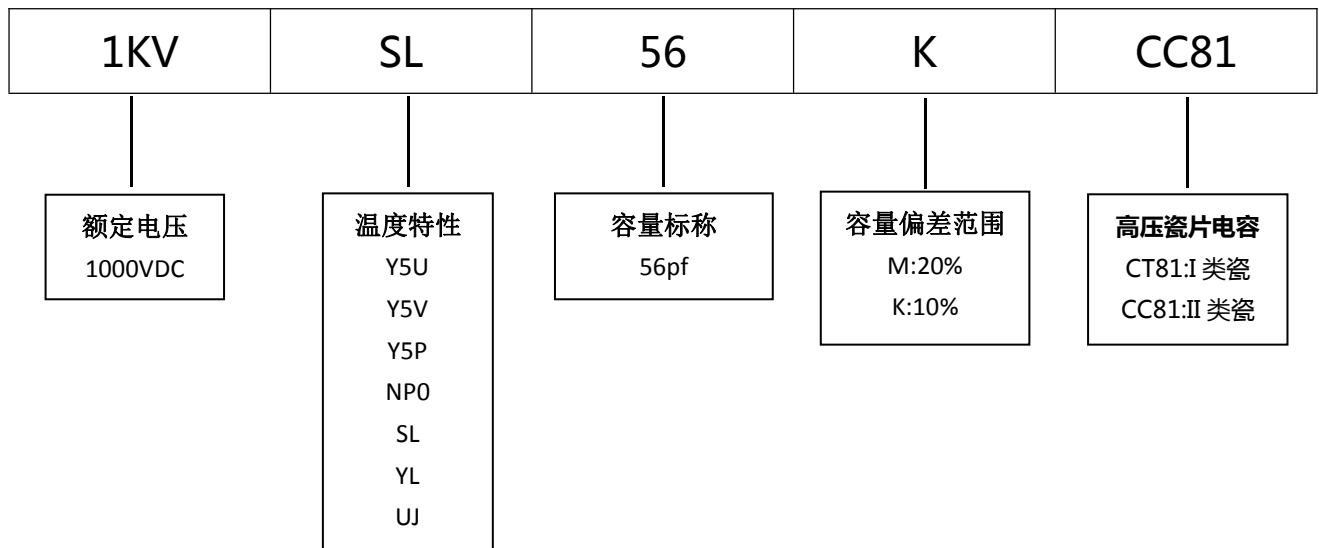 1KV SL 56 K CC81
额定电压
1000VDC
温度特性
Y5U
Y5V
Y5P
NP0
SL
YL
UJ
容量标称
56pf
容量偏差范围
M:20%
K:10%
高压瓷片电容
CT81:I 类瓷
CC81:II 类瓷